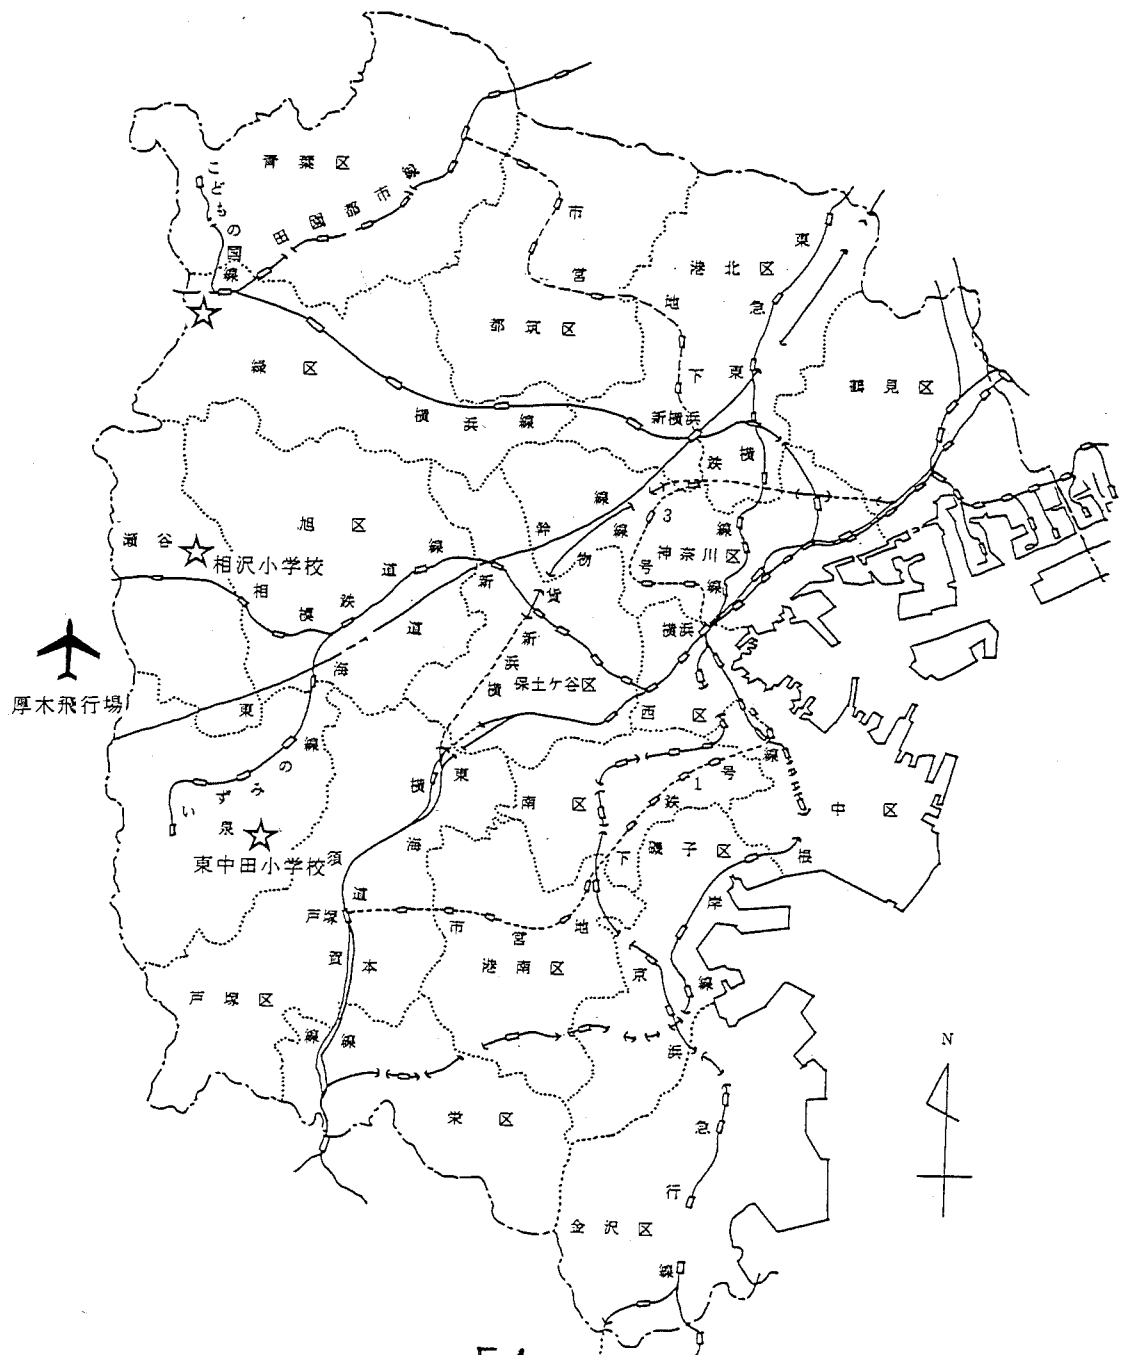 青葉区
こどもの国線
田園都市線
市営地下鉄3号線
港北区
東急東横線
都筑区
緑区
鶴見区
横浜線
新横浜
旭区
瀬谷
相沢小学校
相模鉄道線
東海道新幹線
貨物線
神奈川区
横浜
新横浜
保土ケ谷区
西区
厚木飛行場
いずみの線
泉
東中田小学校
横須賀線
東海道本線
南区
中区
磯子区
根岸線
戸塚
市営地下鉄1号線
港南区
戸塚区
京浜急行線
栄区
金沢区
N